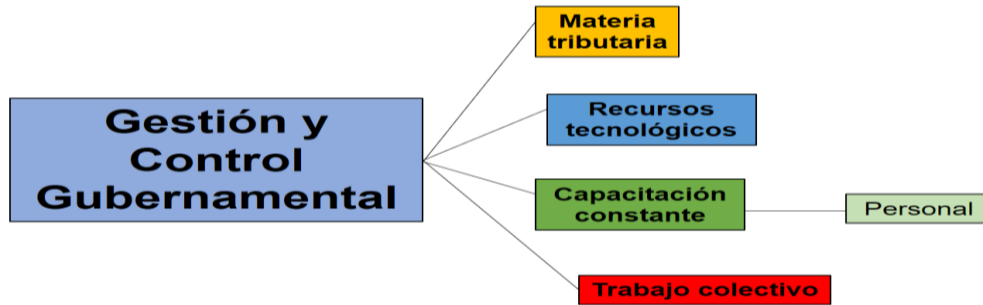 Materia
tributaria
Gestión y
Control
Gubernamental
Recursos
tecnológicos
Capacitación
constante
Personal
Trabajo colectivo